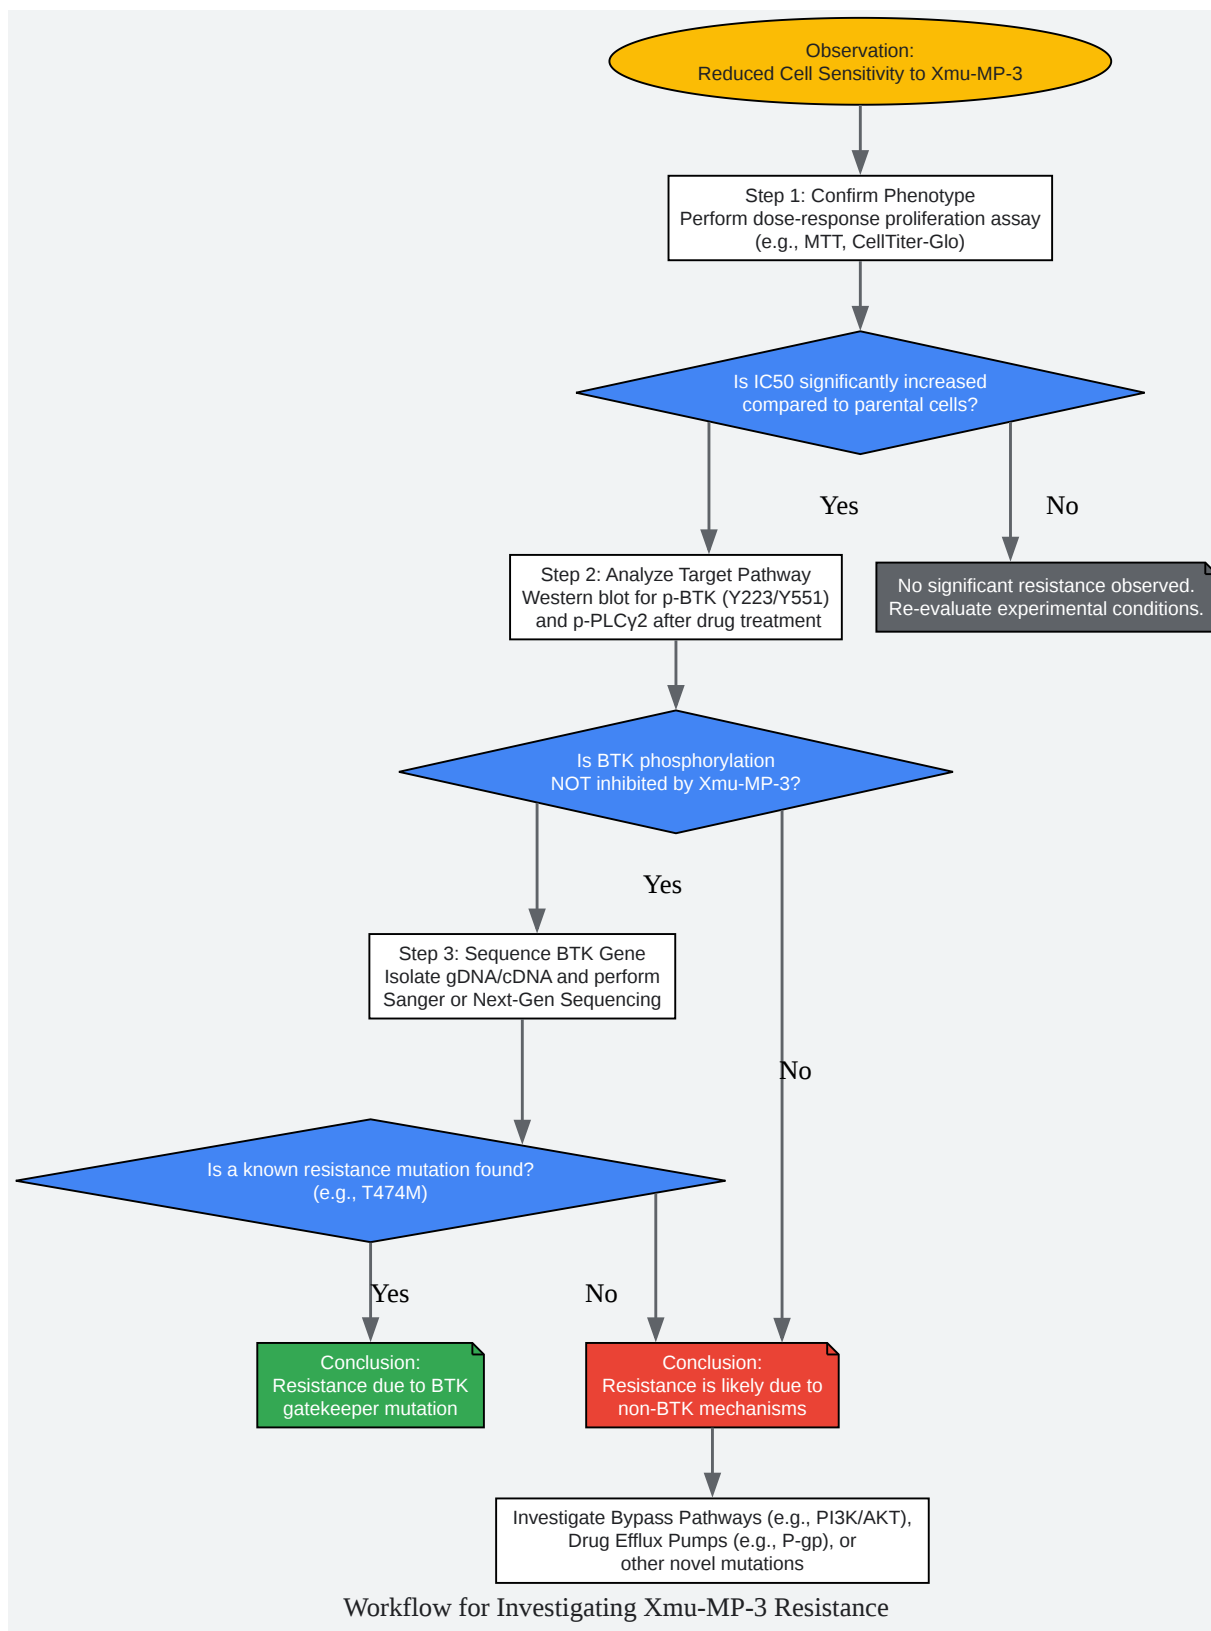 Observation:
Reduced Cell Sensitivity to Xmu-MP-3
Step 1: Confirm Phenotype
Perform dose-response proliferation assay
(e.g., MTT, CellTiter-Glo)
Is IC50 significantly increased
compared to parental cells?
Yes
No
Step 2: Analyze Target Pathway
Western blot for p-BTK (Y223/Y551)
and p-PLCγ2 after drug treatment
No significant resistance observed.
Re-evaluate experimental conditions.
Is BTK phosphorylation
NOT inhibited by Xmu-MP-3?
Yes
Step 3: Sequence BTK Gene
Isolate gDNA/cDNA and perform
Sanger or Next-Gen Sequencing
No
Is a known resistance mutation found?
(e.g., T474M)
Yes
No
Conclusion:
Resistance due to BTK
gatekeeper mutation
Conclusion:
Resistance is likely due to
non-BTK mechanisms
Investigate Bypass Pathways (e.g., PI3K/AKT),
Drug Efflux Pumps (e.g., P-gp), or
other novel mutations
Workflow for Investigating Xmu-MP-3 Resistance